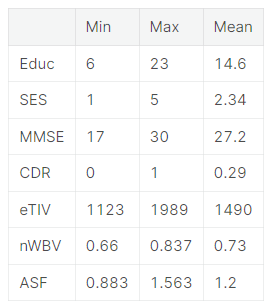 Min Max Mean
Educ 6 23 14.6
SES 1 5 2.34
MMSE 17 30 27.2
CDR 0 1 0.29
eTIV 1123 1989 1490
nWBV 0.66 0.837 0.73
ASF 0.883 1.563 1.2